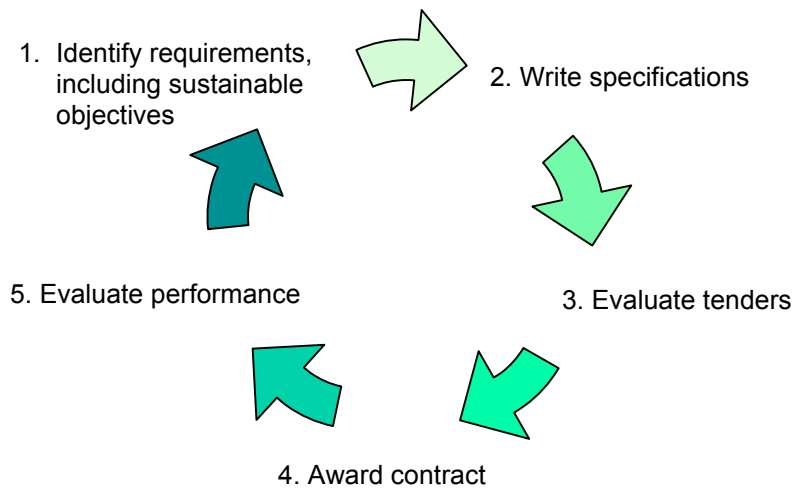 1. Identify requirements,
including sustainable
objectives
2. Write specifications
3. Evaluate tenders
4. Award contract
5. Evaluate performance